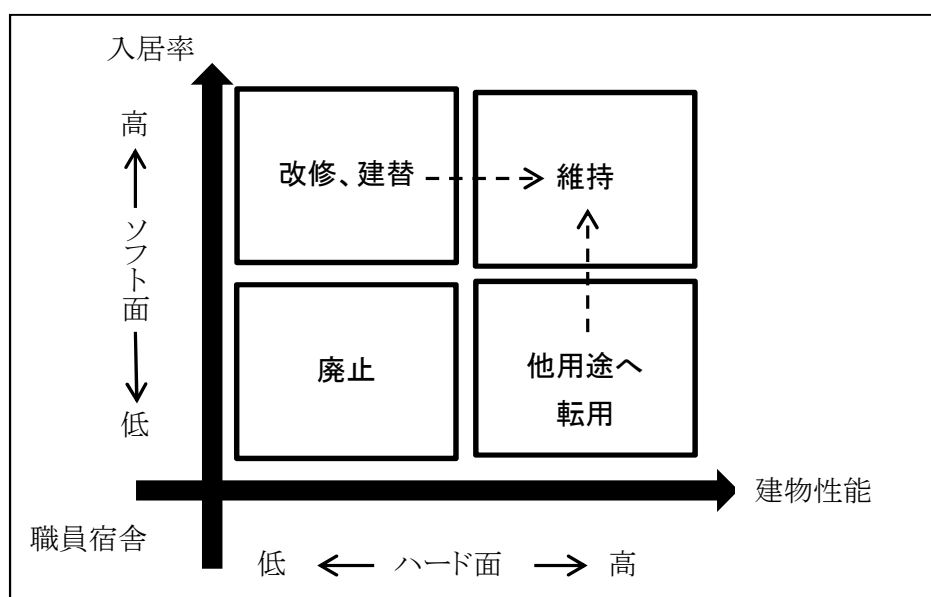 入居率
高
ソフト面
低
改修、建替
維持
廃止
他用途へ
転用
建物性能
職員宿舎
低
ハード面
高